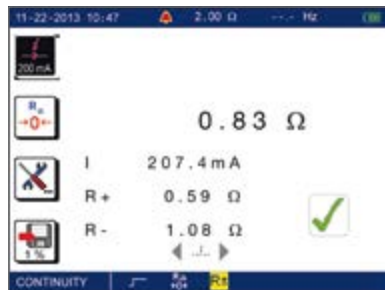 11-22-2013 10:47 2.00 Ω --.- Hz
200 mA
0.83 Ω
I 207.4mA
R+ 0.59 Ω
R- 1.08 Ω
1 %
CONTINUITY R±